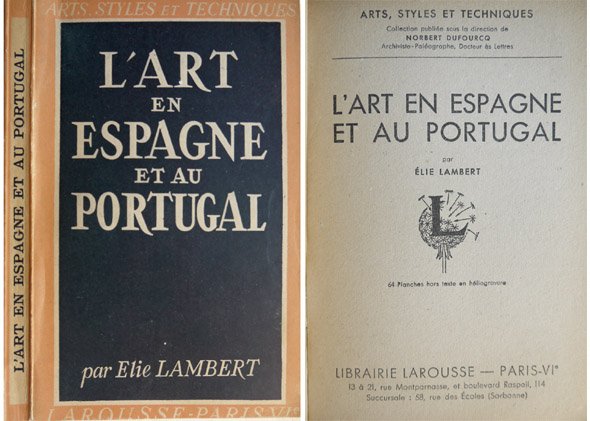 L'ART EN ESPAGNE ET AU PORTUGAL
ARTS, STYLES ET TECHNIQUES
L'ART
EN
ESPAGNE
ET AU
PORTUGAL
par Elie LAMBERT
LAROUSSE-PARIS-VIᵉ
ARTS, STYLES ET TECHNIQUES
Collection publiée sous la direction de
NORBERT DUFOURCQ
Archiviste-Paléographe, Docteur ès Lettres
L'ART EN ESPAGNE
ET AU PORTUGAL
par
ÉLIE LAMBERT
L
64 Planches hors texte en héliogravure
LIBRAIRIE LAROUSSE — PARIS-VIᵉ
13 à 21, rue Montparnasse, et boulevard Raspail, 114
Succursale : 58, rue des Écoles (Sorbonne)